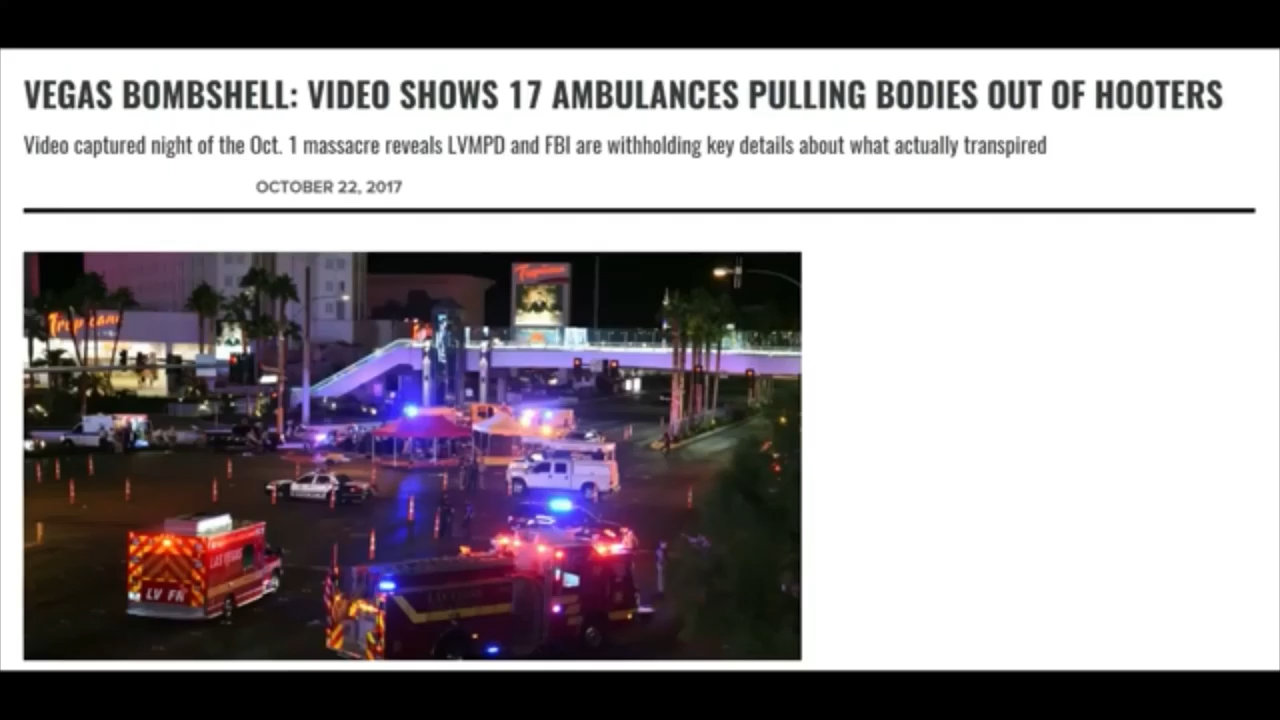 VEGAS BOMBSHELL: VIDEO SHOWS 17 AMBULANCES PULLING BODIES OUT OF HOOTERS
Video captured night of the Oct. 1 massacre reveals LVMPD and FBI are withholding key details about what actually transpired
OCTOBER 22, 2017
Tropicana
Tropicana
LAS VEGAS
LV FR